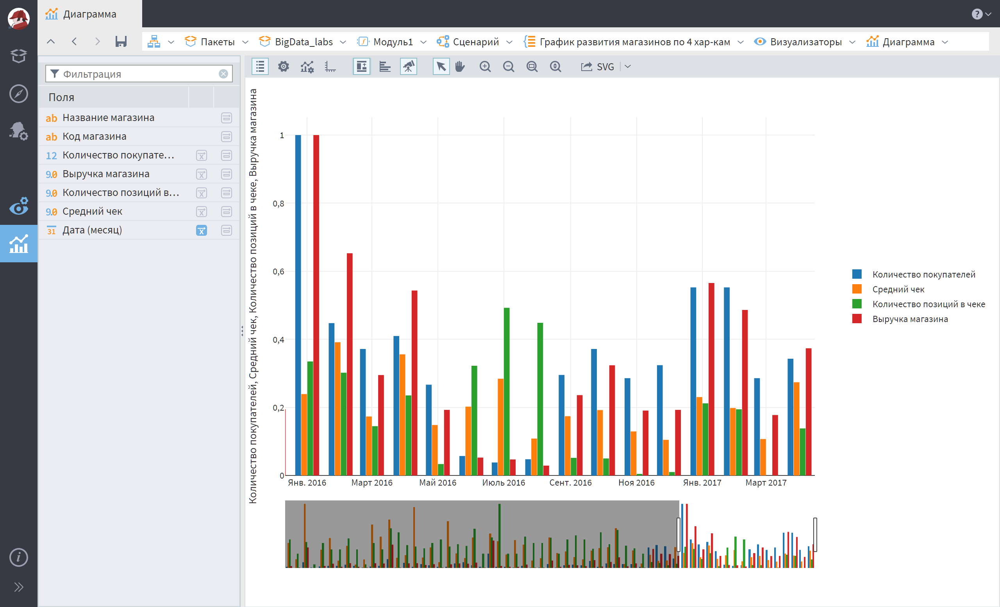 Диаграмма
?
Пакеты
BigData_labs
Модуль1
Сценарий
График развития магазинов по 4 хар-кам
Визуализаторы
Диаграмма
SVG
Фильтрация
Поля
ab Название магазина
ab Код магазина
12 Количество покупате...
9.0 Выручка магазина
9.0 Количество позиций в...
9.0 Средний чек
31 Дата (месяц)
Количество покупателей, Средний чек, Количество позиций в чеке, Выручка магазина
1
0,8
0,6
0,4
0,2
0
Янв. 2016
Март 2016
Май 2016
Июль 2016
Сент. 2016
Ноя 2016
Янв. 2017
Март 2017
Количество покупателей
Средний чек
Количество позиций в чеке
Выручка магазина